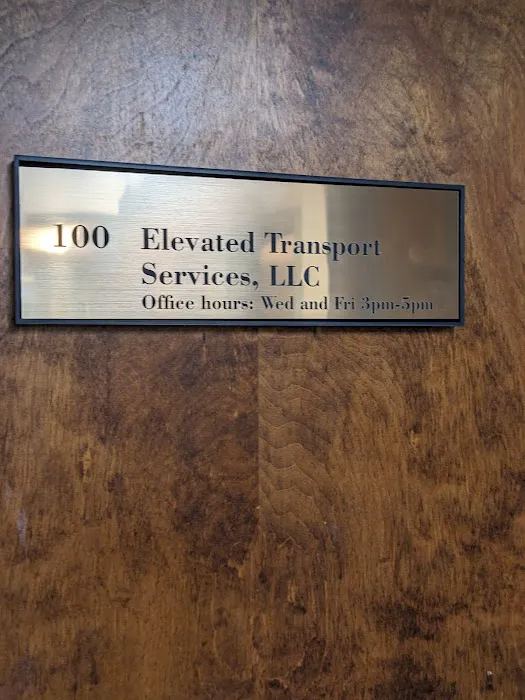 100 Elevated Transport
Services, LLC
Office hours: Wed and Fri 3pm-5pm